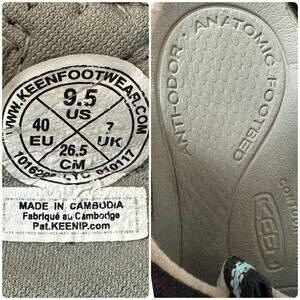 WWW.KEENFOOTWEAR.COM
9.5
US
40
EU
7
UK
26.5
CM
010117
MADE IN CAMBODIA
Fabriqué au Cambodge
Pat.KEENIP.com
ANTI-ODOR · ANATOMIC FOOTBED
KEEN